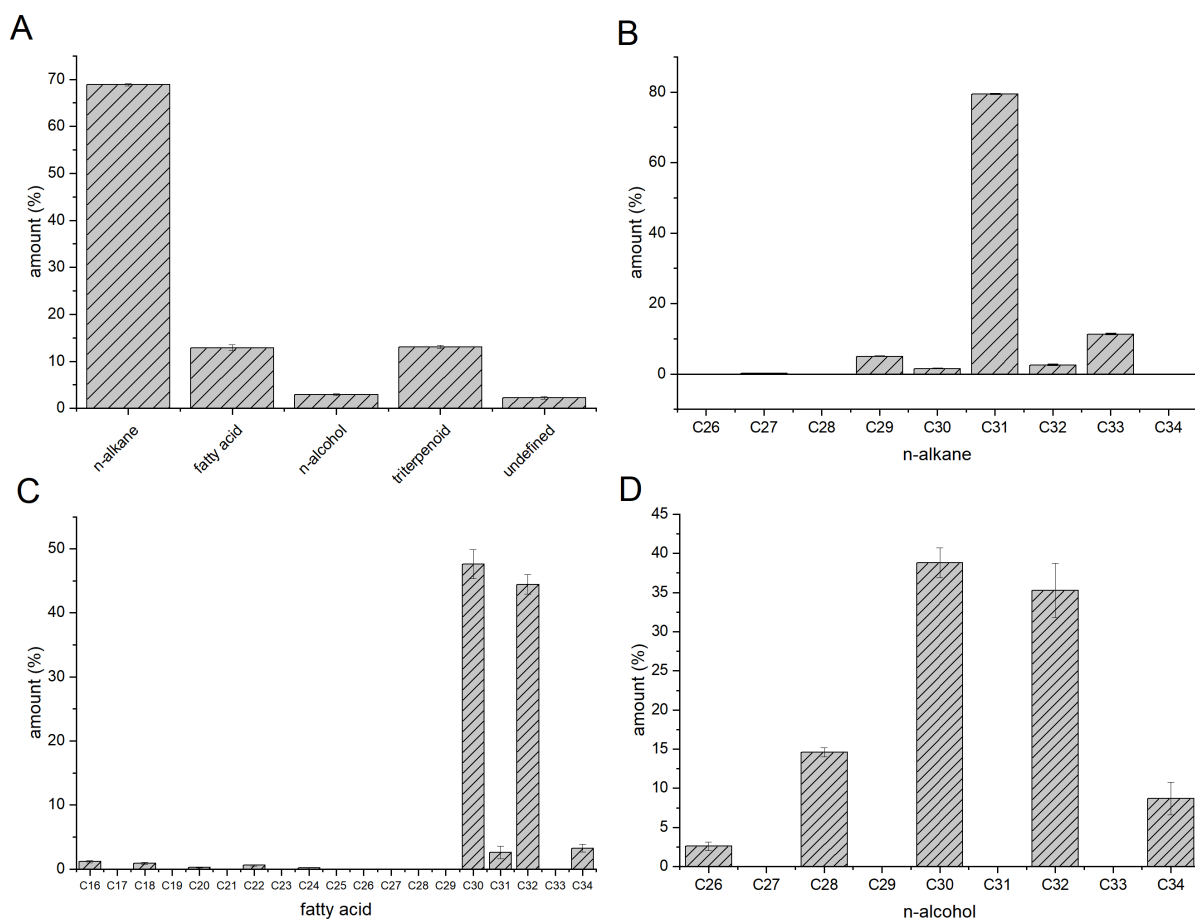 A
amount (%)
70
60
50
40
30
20
10
0
n-alkane
fatty acid
n-alcohol
triterpenoid
undefined
B
amount (%)
80
60
40
20
0
C26 C27 C28 C29 C30 C31 C32 C33 C34
n-alkane
C
amount (%)
50
40
30
20
10
0
C16 C17 C18 C19 C20 C21 C22 C23 C24 C25 C26 C27 C28 C29 C30 C31 C32 C33 C34
fatty acid
D
amount (%)
45
40
35
30
25
20
15
10
5
0
C26 C27 C28 C29 C30 C31 C32 C33 C34
n-alcohol